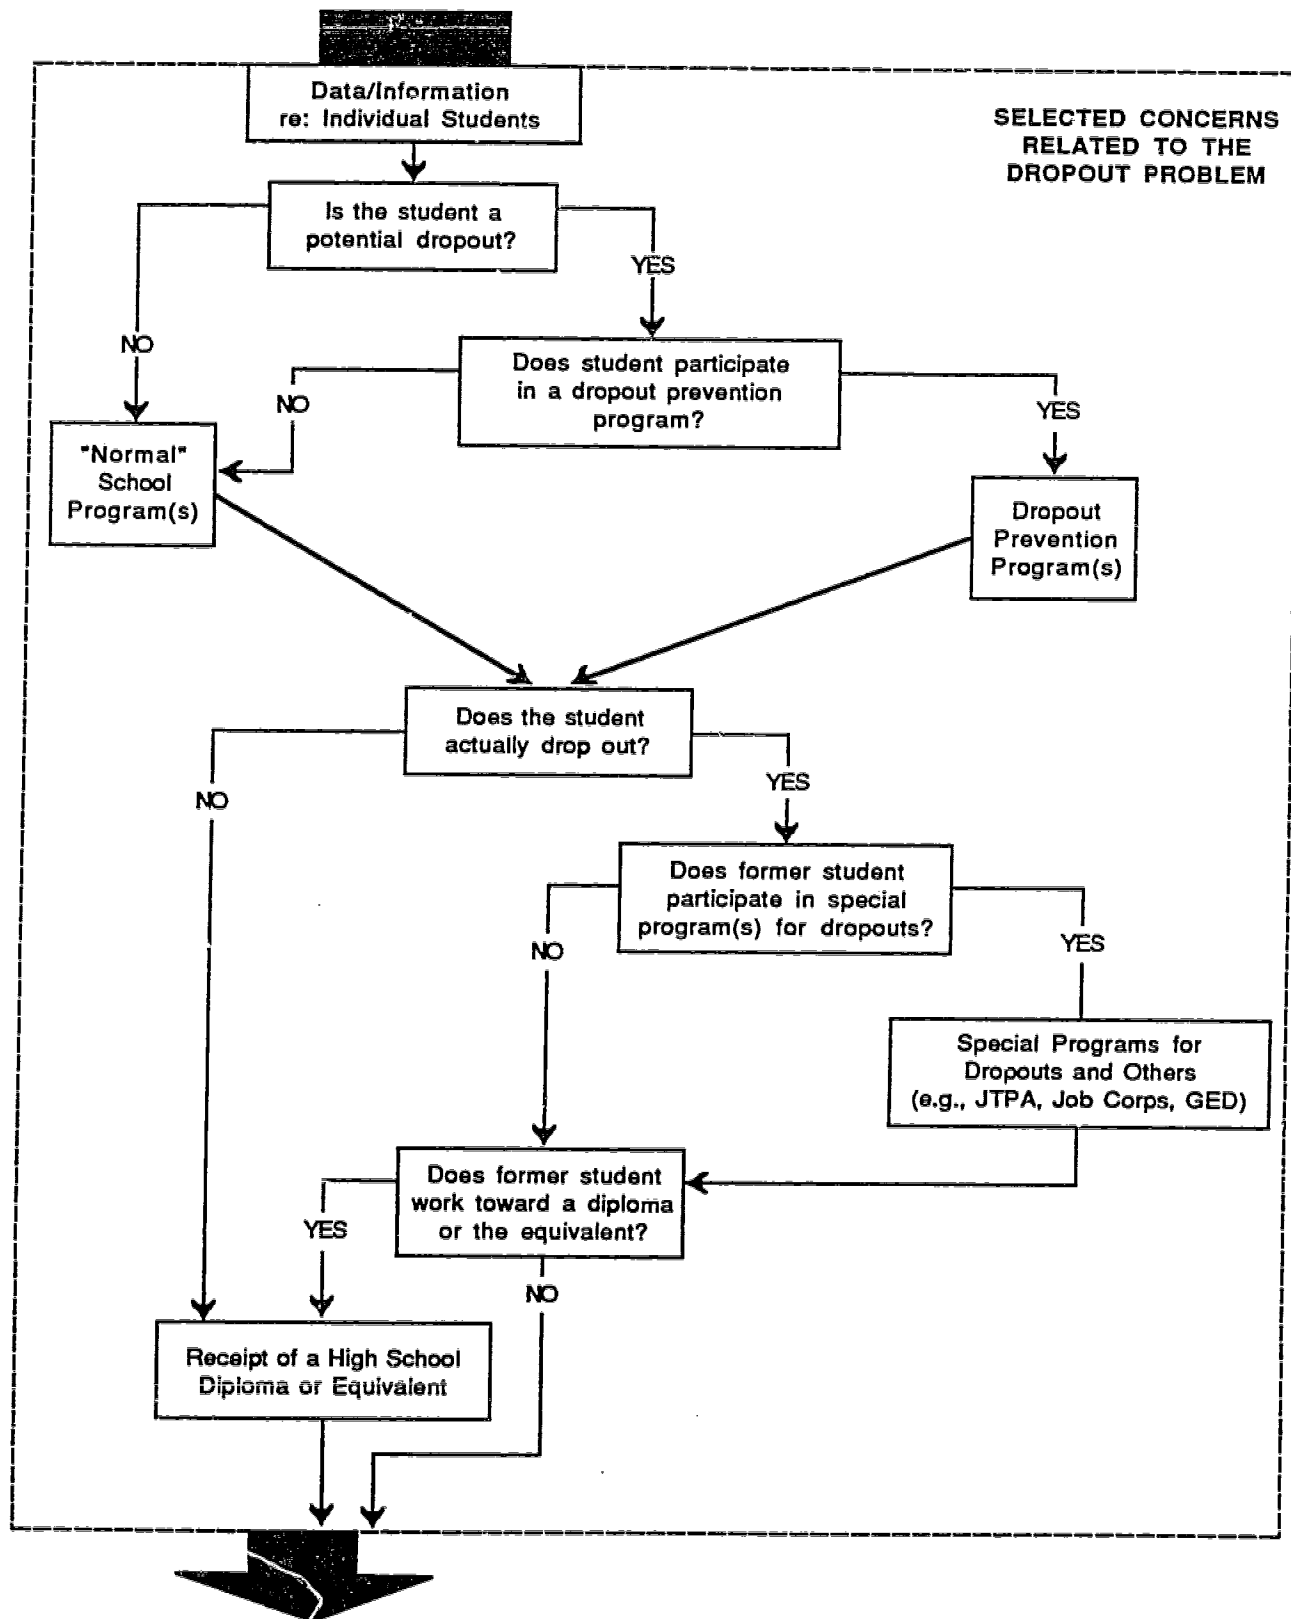 Data/Information
re: Individual Students
SELECTED CONCERNS
RELATED TO THE
DROPOUT PROBLEM
Is the student a
potential dropout?
YES
NO
Does student participate
in a dropout prevention
program?
NO
YES
"Normal"
School
Program(s)
Dropout
Prevention
Program(s)
Does the student
actually drop out?
YES
NO
Does former student
participate in special
program(s) for dropouts?
NO
YES
Special Programs for
Dropouts and Others
(e.g., JTPA, Job Corps, GED)
Does former student
work toward a diploma
or the equivalent?
YES
NO
Receipt of a High School
Diploma or Equivalent